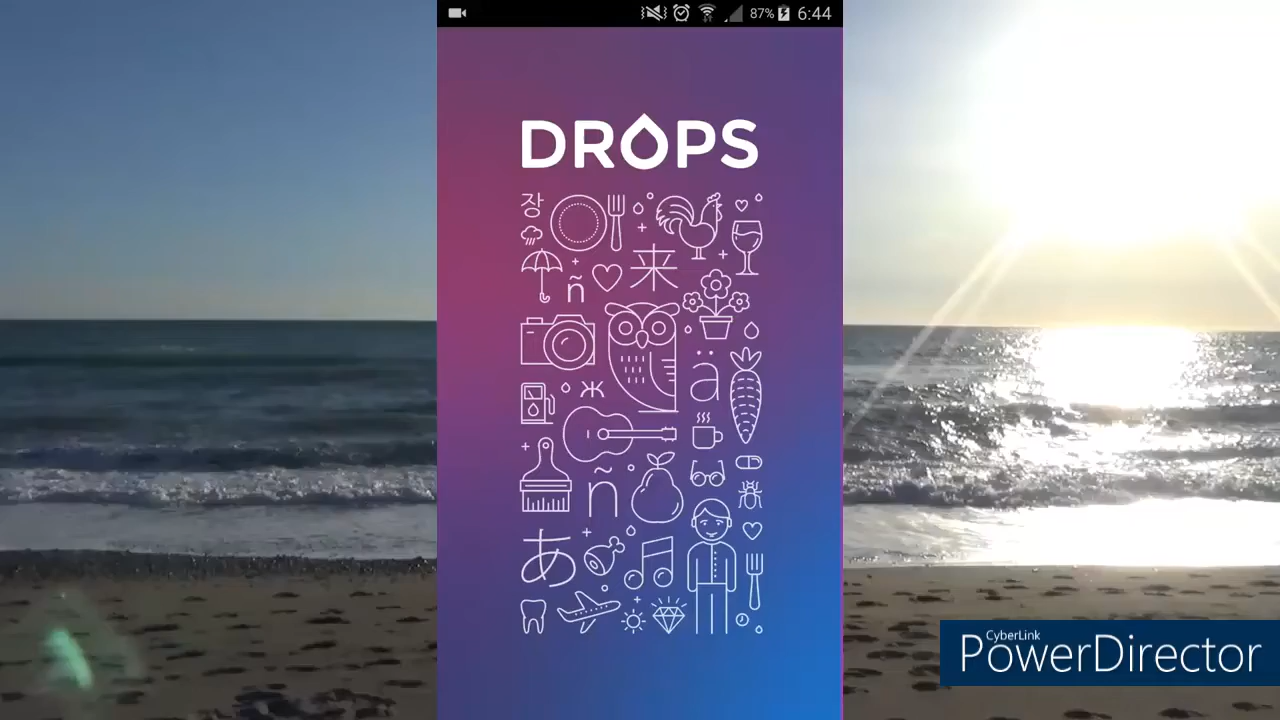 87% 6:44
DROPS
장
来
ñ
ä
ж
ñ
あ
CyberLink
PowerDirector